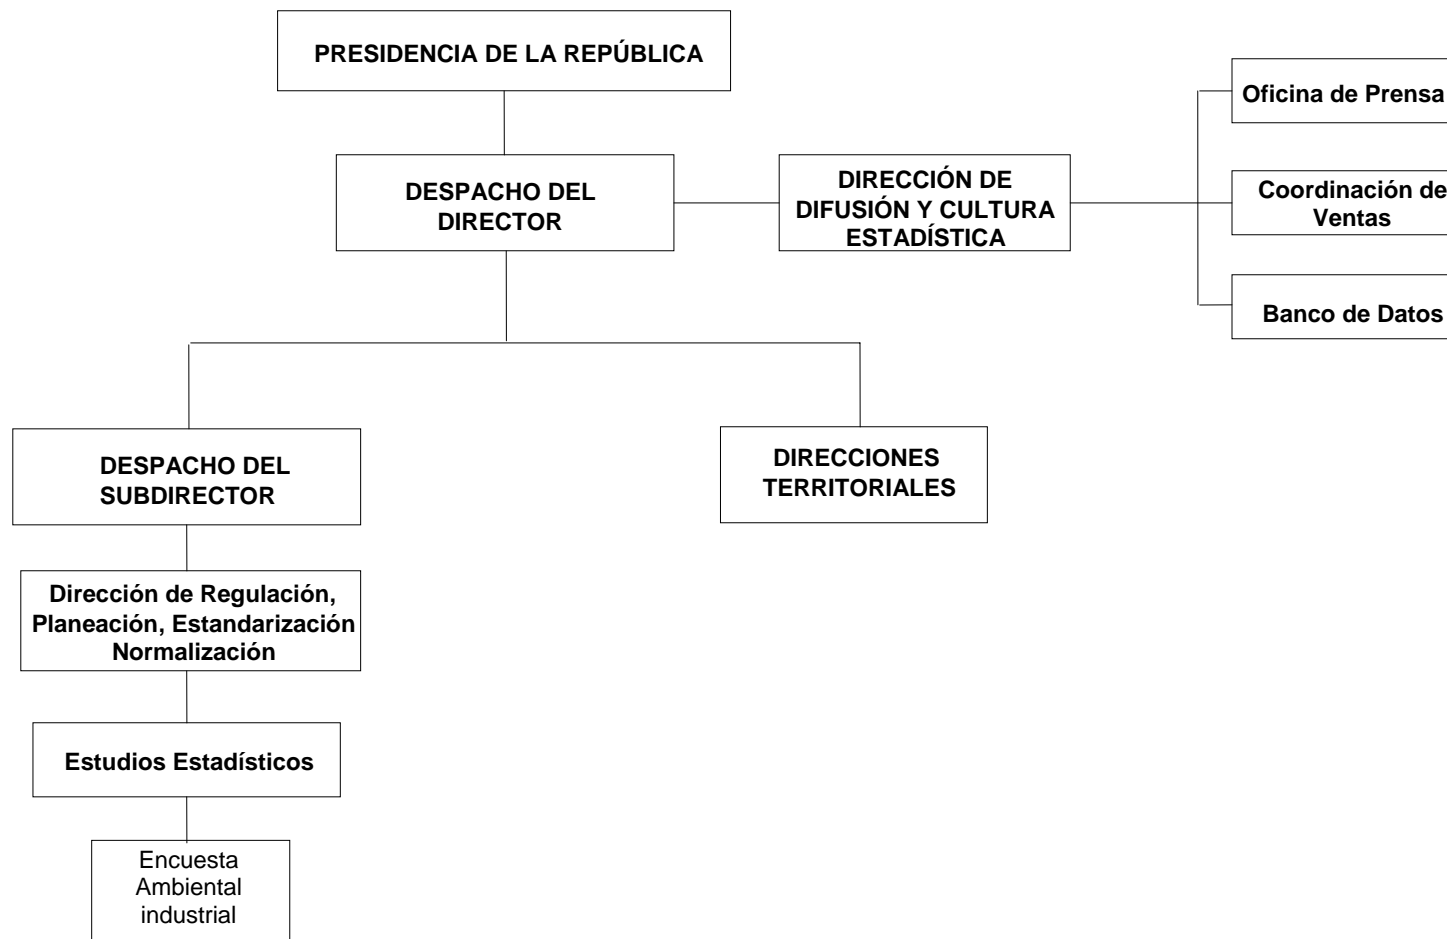 PRESIDENCIA DE LA REPÚBLICA
DESPACHO DEL
DIRECTOR
DIRECCIÓN DE
DIFUSIÓN Y CULTURA
ESTADÍSTICA
Oficina de Prensa
Coordinación de
Ventas
Banco de Datos
DESPACHO DEL
SUBDIRECTOR
DIRECCIONES
TERRITORIALES
Dirección de Regulación,
Planeación, Estandarización
Normalización
Estudios Estadísticos
Encuesta
Ambiental
industrial